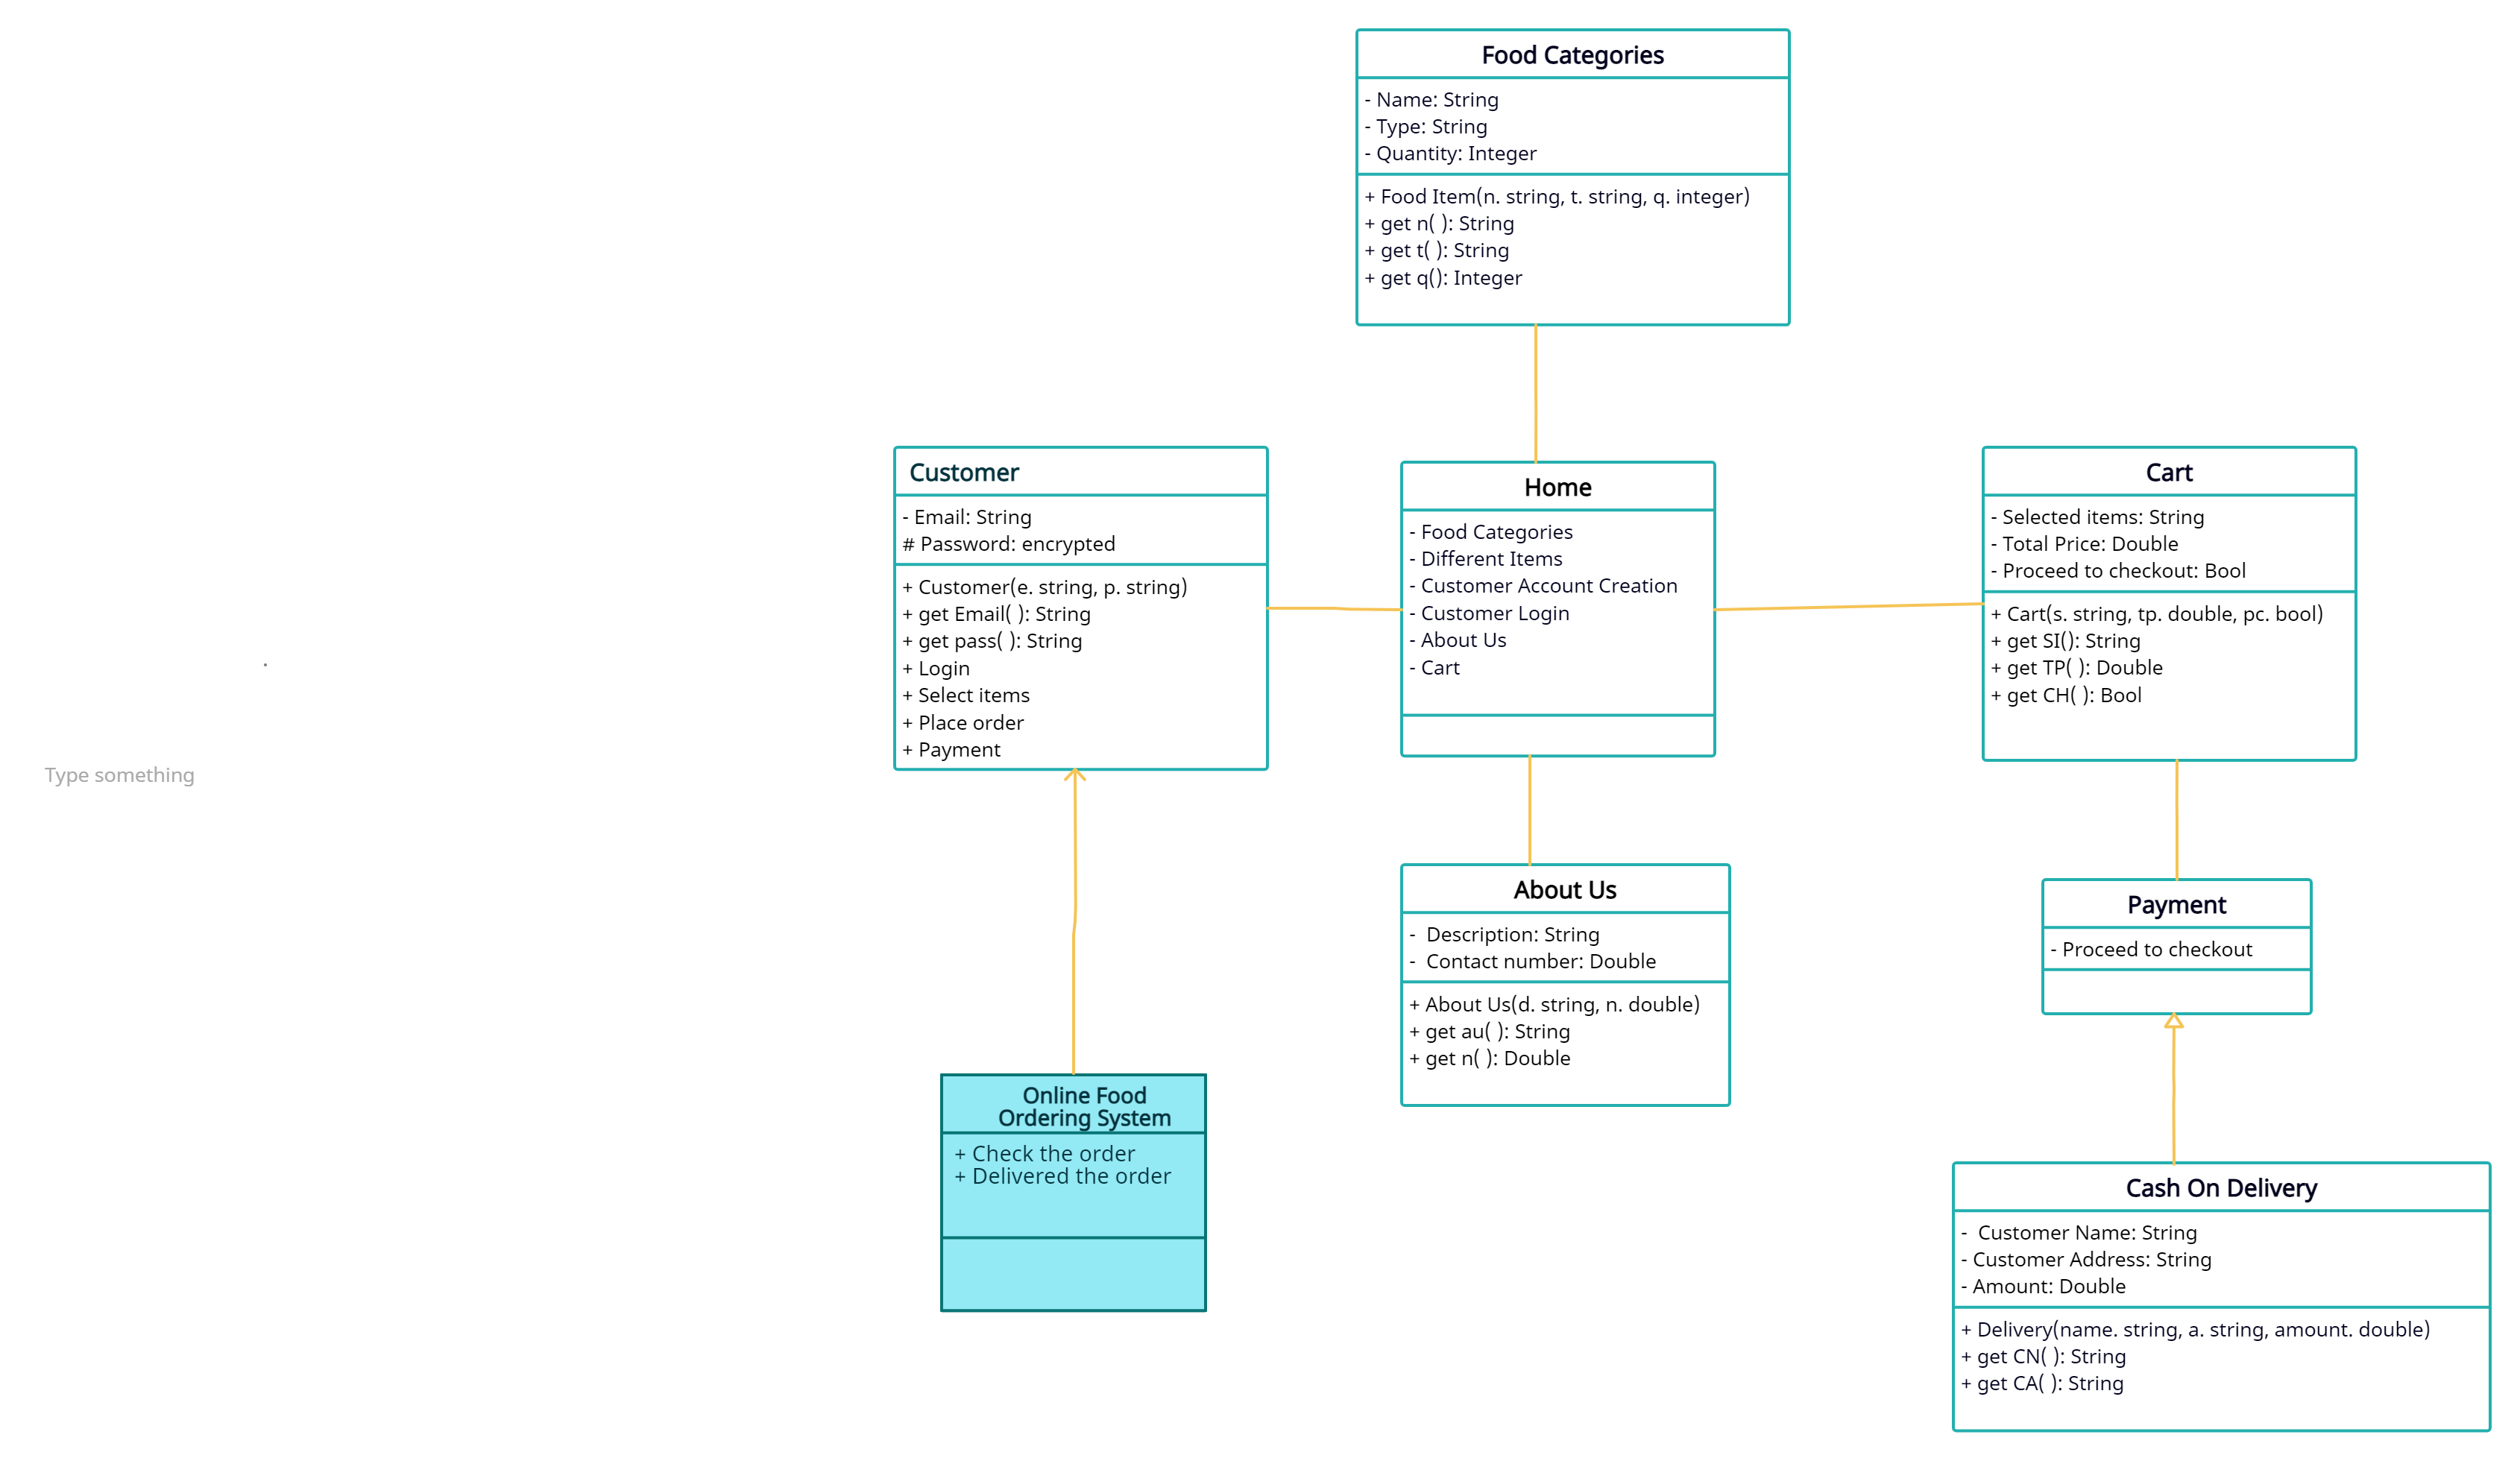 Food Categories
- Name: String
- Type: String
- Quantity: Integer
+ Food Item(n. string, t. string, q. integer)
+ get n( ): String
+ get t( ): String
+ get q(): Integer
Customer
- Email: String
# Password: encrypted
+ Customer(e. string, p. string)
+ get Email( ): String
+ get pass( ): String
+ Login
+ Select items
+ Place order
+ Payment
Home
- Food Categories
- Different Items
- Customer Account Creation
- Customer Login
- About Us
- Cart
Cart
- Selected items: String
- Total Price: Double
- Proceed to checkout: Bool
+ Cart(s. string, tp. double, pc. bool)
+ get SI(): String
+ get TP( ): Double
+ get CH( ): Bool
.
Type something
About Us
-  Description: String
-  Contact number: Double
+ About Us(d. string, n. double)
+ get au( ): String
+ get n( ): Double
Payment
- Proceed to checkout
Online Food
Ordering System
+ Check the order
+ Delivered the order
Cash On Delivery
-  Customer Name: String
- Customer Address: String
- Amount: Double
+ Delivery(name. string, a. string, amount. double)
+ get CN( ): String
+ get CA( ): String